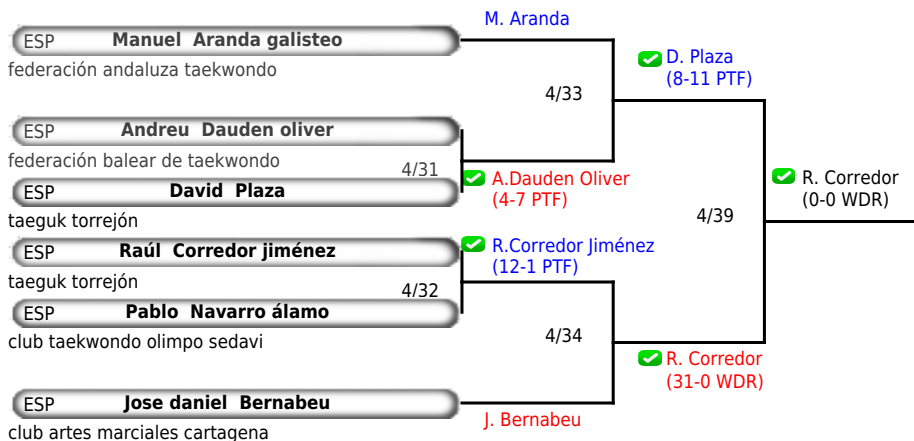 M. Aranda
ESP Manuel Aranda galisteo
federación andaluza taekwondo
D. Plaza
(8-11 PTF)
4/33
ESP Andreu Dauden oliver
federación balear de taekwondo
4/31
A.Dauden Oliver
(4-7 PTF)
ESP David Plaza
taeguk torrejón
R. Corredor
(0-0 WDR)
4/39
ESP Raúl Corredor jiménez
taeguk torrejón
R.Corredor Jiménez
(12-1 PTF)
4/32
ESP Pablo Navarro álamo
club taekwondo olimpo sedavi
4/34
R. Corredor
(31-0 WDR)
ESP Jose daniel Bernabeu
club artes marciales cartagena
J. Bernabeu